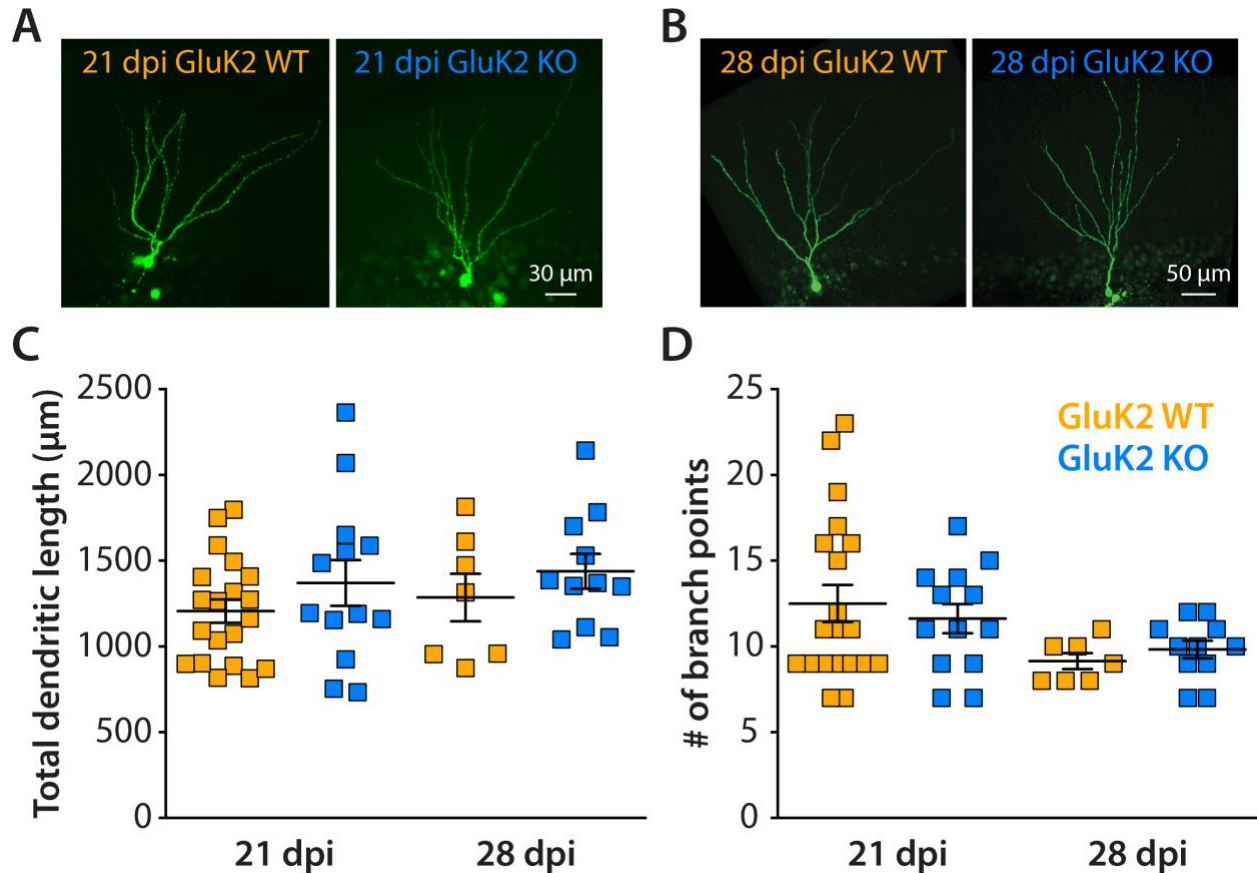 A
B
21 dpi GluK2 WT
21 dpi GluK2 KO
28 dpi GluK2 WT
28 dpi GluK2 KO
30 µm
50 µm
C
Total dendritic length (µm)
2500
2000
1500
1000
500
0
21 dpi
28 dpi
D
# of branch points
25
20
15
10
5
0
GluK2 WT
GluK2 KO
21 dpi
28 dpi